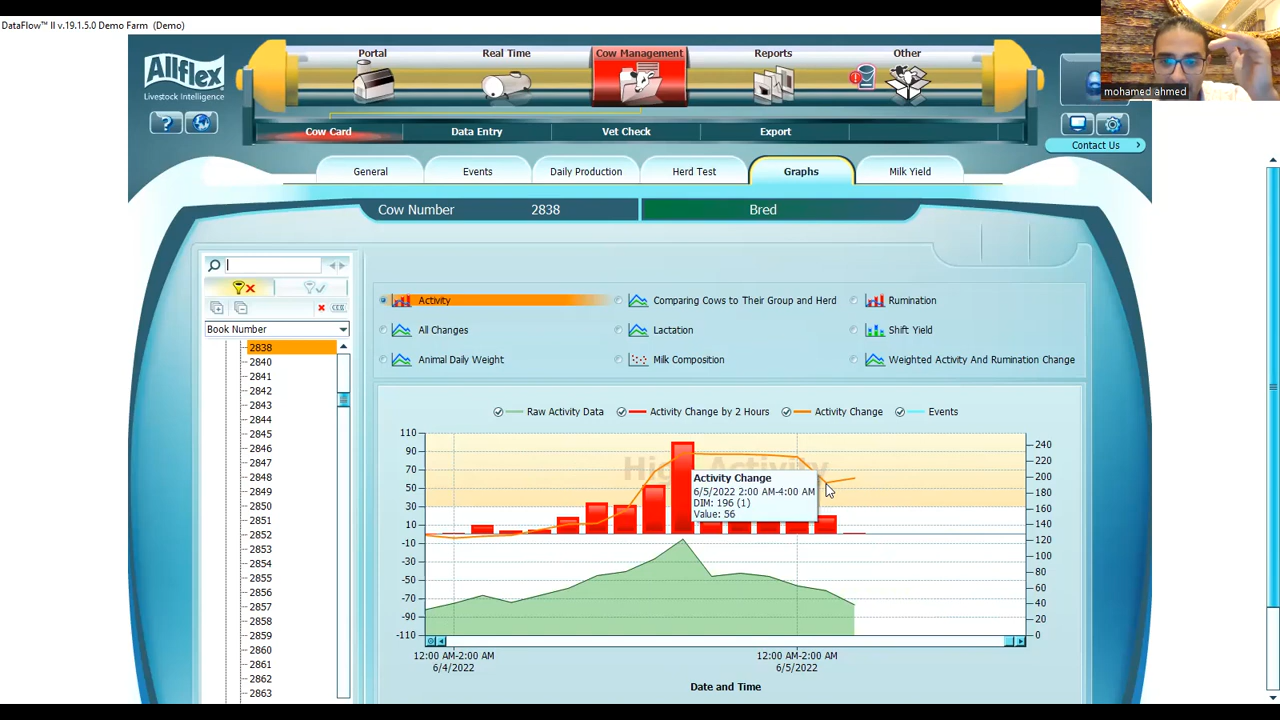 DataFlow™ II v.19.1.5.0 Demo Farm (Demo)
Allflex
Livestock Intelligence
Portal
Real Time
Cow Management
Reports
Other
mohamed ahmed
Cow Card
Data Entry
Vet Check
Export
Contact Us
General
Events
Daily Production
Herd Test
Graphs
Milk Yield
Cow Number 2838
Bred
Activity
Comparing Cows to Their Group and Herd
Rumination
All Changes
Lactation
Shift Yield
Animal Daily Weight
Milk Composition
Weighted Activity And Rumination Change
Book Number
2838
2840
2841
2842
2843
2844
2845
2846
2847
2848
2849
2850
2851
2852
2853
2854
2855
2856
2857
2858
2859
2860
2861
2862
2863
Raw Activity Data
Activity Change by 2 Hours
Activity Change
Events
110
90
70
50
30
10
-10
-30
-50
-70
-90
-110
240
220
200
180
160
140
120
100
80
60
40
20
0
Activity Change
6/5/2022 2:00 AM-4:00 AM
DIM: 196 (1)
Value: 56
12:00 AM-2:00 AM
6/4/2022
12:00 AM-2:00 AM
6/5/2022
Date and Time